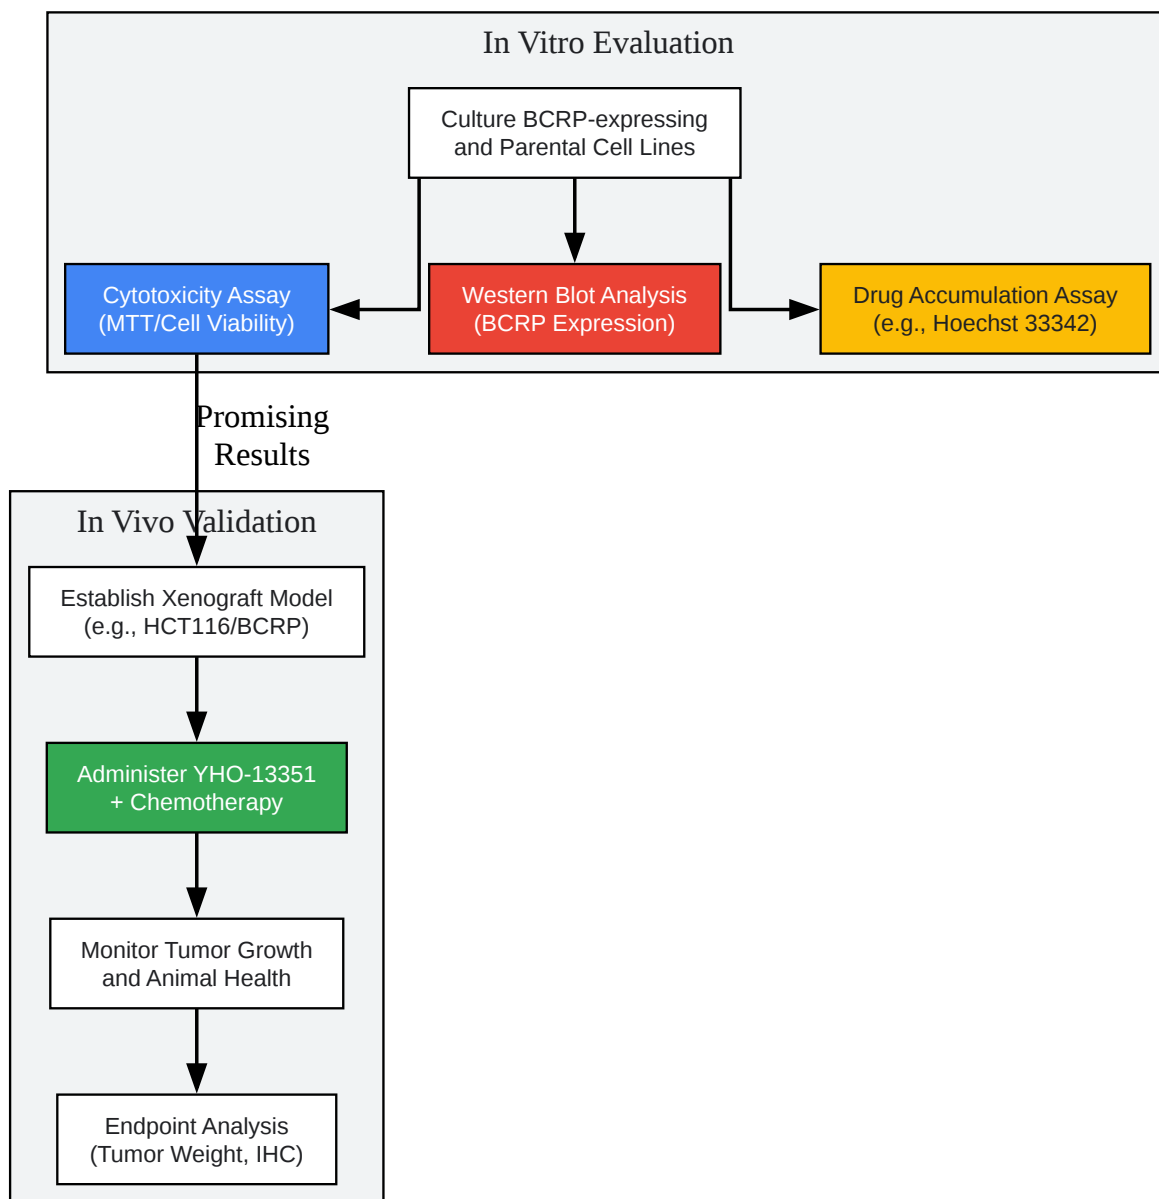 In Vitro Evaluation
Culture BCRP-expressing
and Parental Cell Lines
Cytotoxicity Assay
(MTT/Cell Viability)
Western Blot Analysis
(BCRP Expression)
Drug Accumulation Assay
(e.g., Hoechst 33342)
Promising
Results
In Vivo Validation
Establish Xenograft Model
(e.g., HCT116/BCRP)
Administer YHO-13351
+ Chemotherapy
Monitor Tumor Growth
and Animal Health
Endpoint Analysis
(Tumor Weight, IHC)